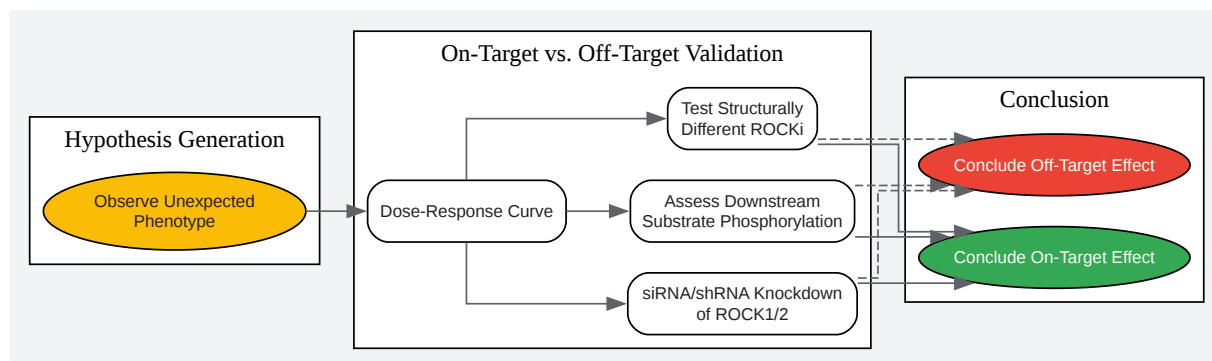 Hypothesis Generation
Observe Unexpected
Phenotype
On-Target vs. Off-Target Validation
Dose-Response Curve
Test Structurally
Different ROCKi
Assess Downstream
Substrate Phosphorylation
siRNA/shRNA Knockdown
of ROCK1/2
Conclusion
Conclude Off-Target Effect
Conclude On-Target Effect